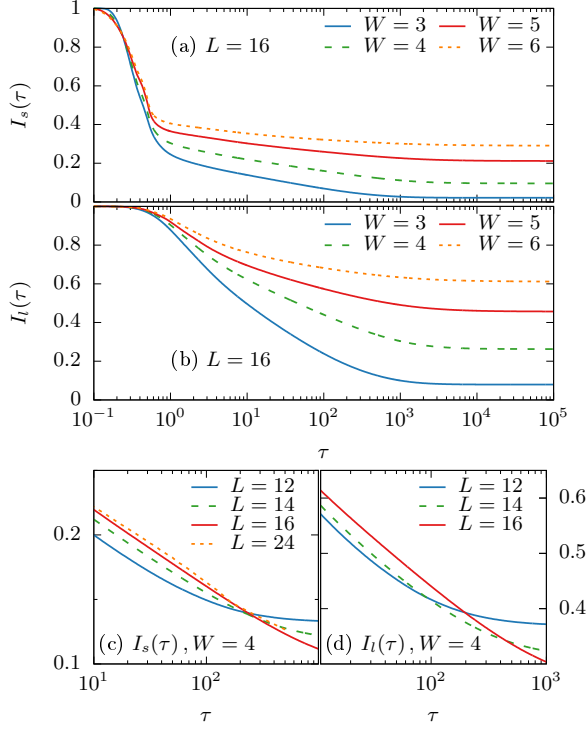 1
0.8
0.6
0.4
0.2
0
I_s(τ)
(a) L = 16
W = 3
W = 4
W = 5
W = 6
1
0.8
0.6
0.4
0.2
0
I_l(τ)
(b) L = 16
W = 3
W = 4
W = 5
W = 6
10^{−1} 10^0 10^1 10^2 10^3 10^4 10^5
τ
0.2
0.1
L = 12
L = 14
L = 16
L = 24
(c) I_s(τ), W = 4
10^1 10^2
τ
L = 12
L = 14
L = 16
0.6
0.5
0.4
(d) I_l(τ), W = 4
10^2 10^3
τ